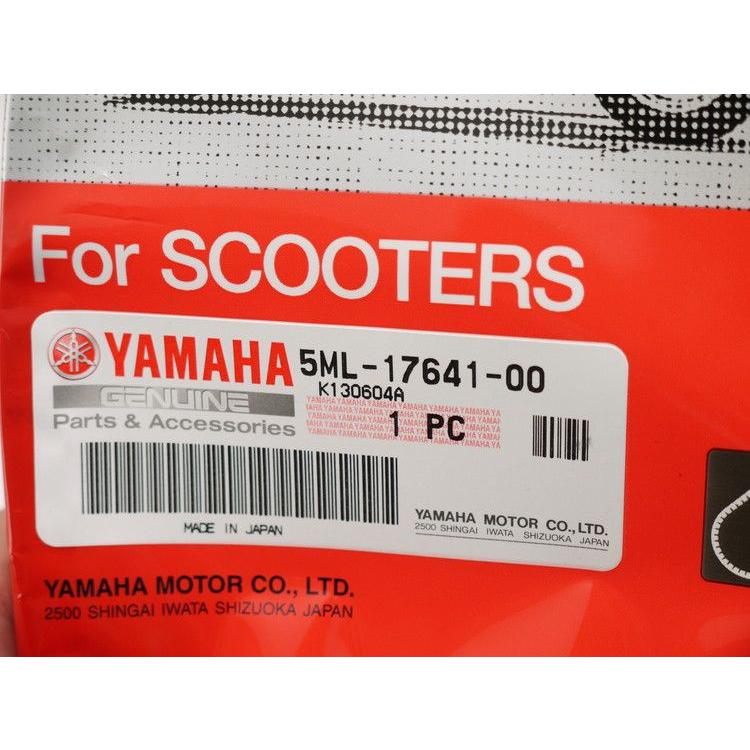 For SCOOTERS
YAMAHA 5ML-17641-00
K130604A
GENUINE
Parts & Accessories
1 PC
MADE IN JAPAN
YAMAHA MOTOR CO., LTD.
2500 SHINGAI IWATA SHIZUOKA JAPAN
YAMAHA MOTOR CO., LTD.
2500 SHINGAI IWATA SHIZUOKA JAPAN